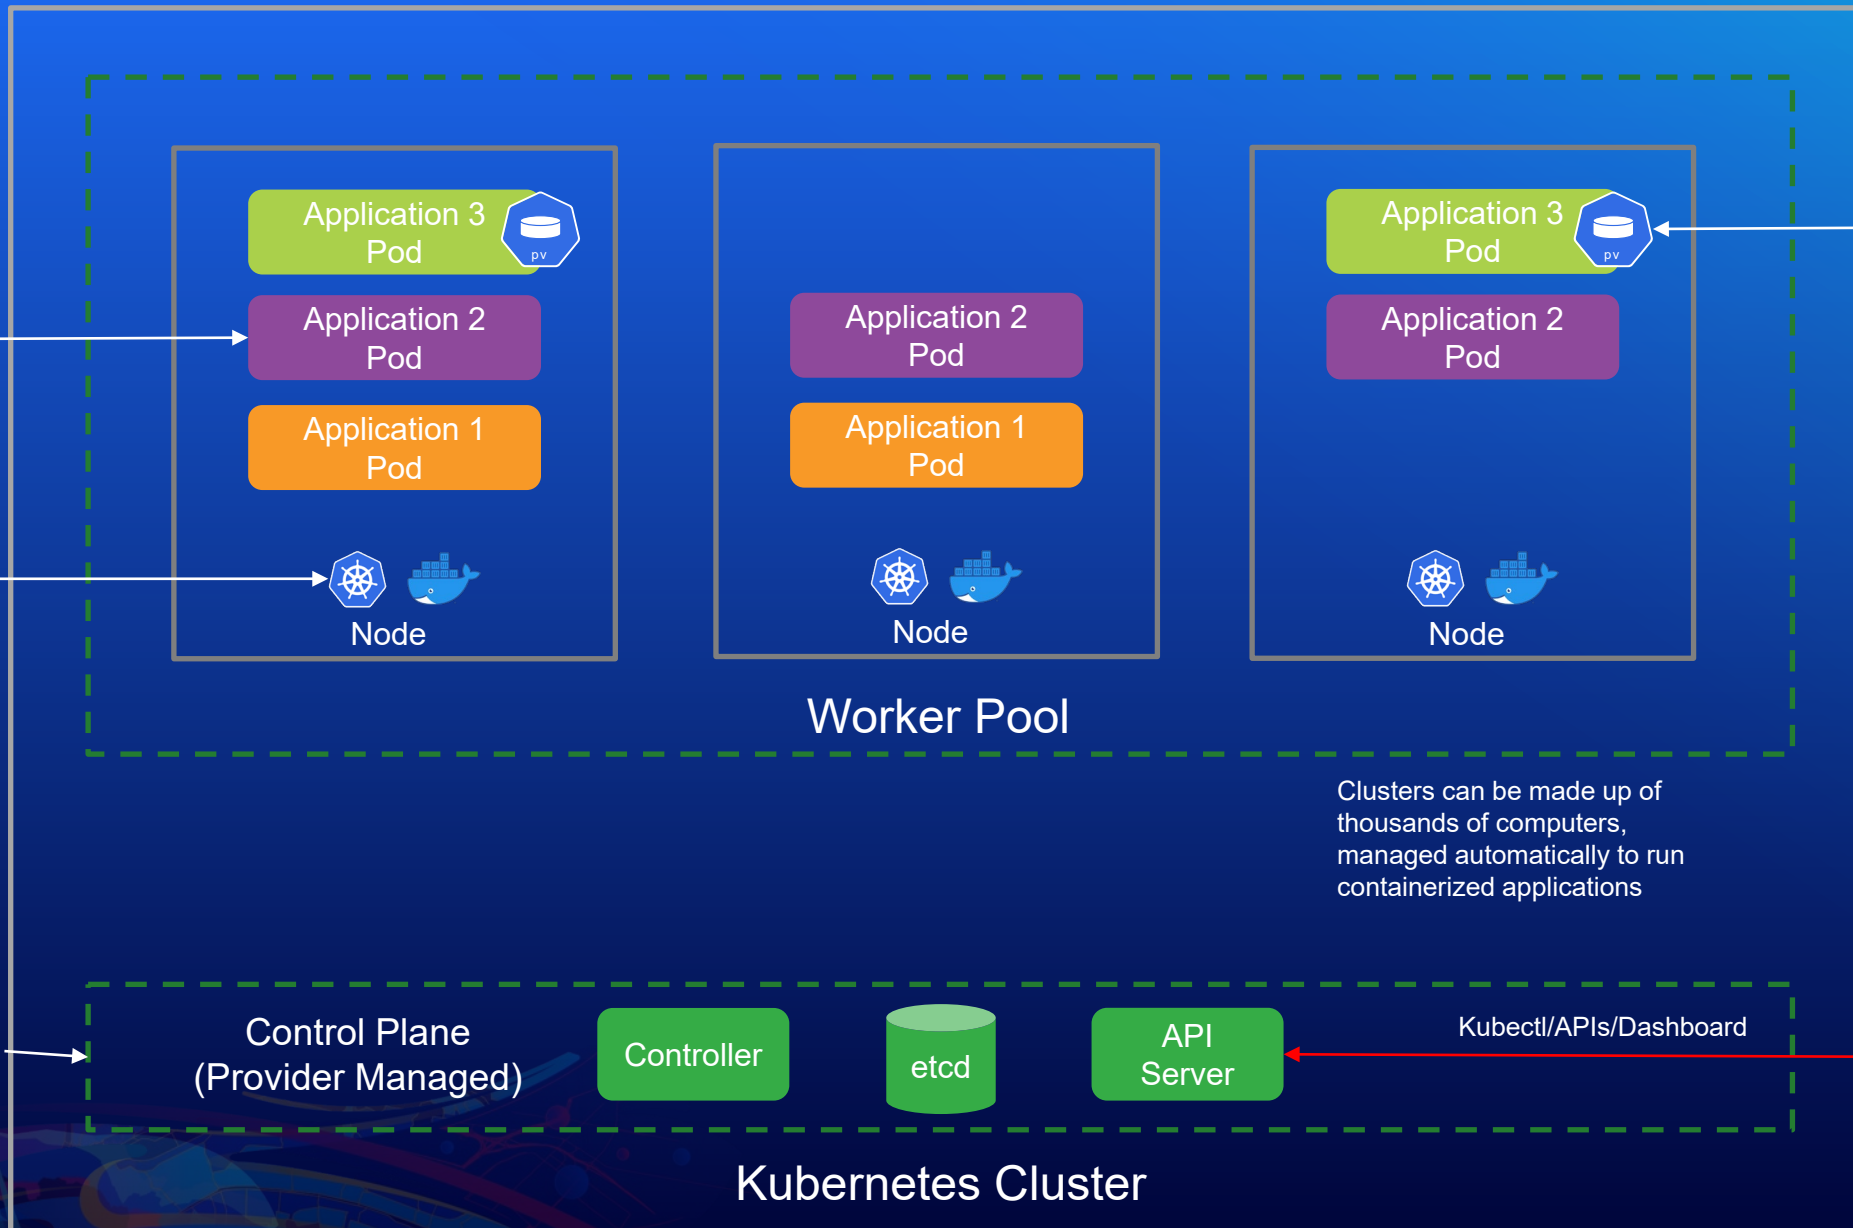 Application 3
Pod
pv
Application 2
Pod
Application 1
Pod
Node
Application 2
Pod
Application 1
Pod
Node
Application 3
Pod
pv
Application 2
Pod
Node
Worker Pool
Clusters can be made up of
thousands of computers,
managed automatically to run
containerized applications
Control Plane
(Provider Managed)
Controller
etcd
API
Server
Kubectl/APIs/Dashboard
Kubernetes Cluster